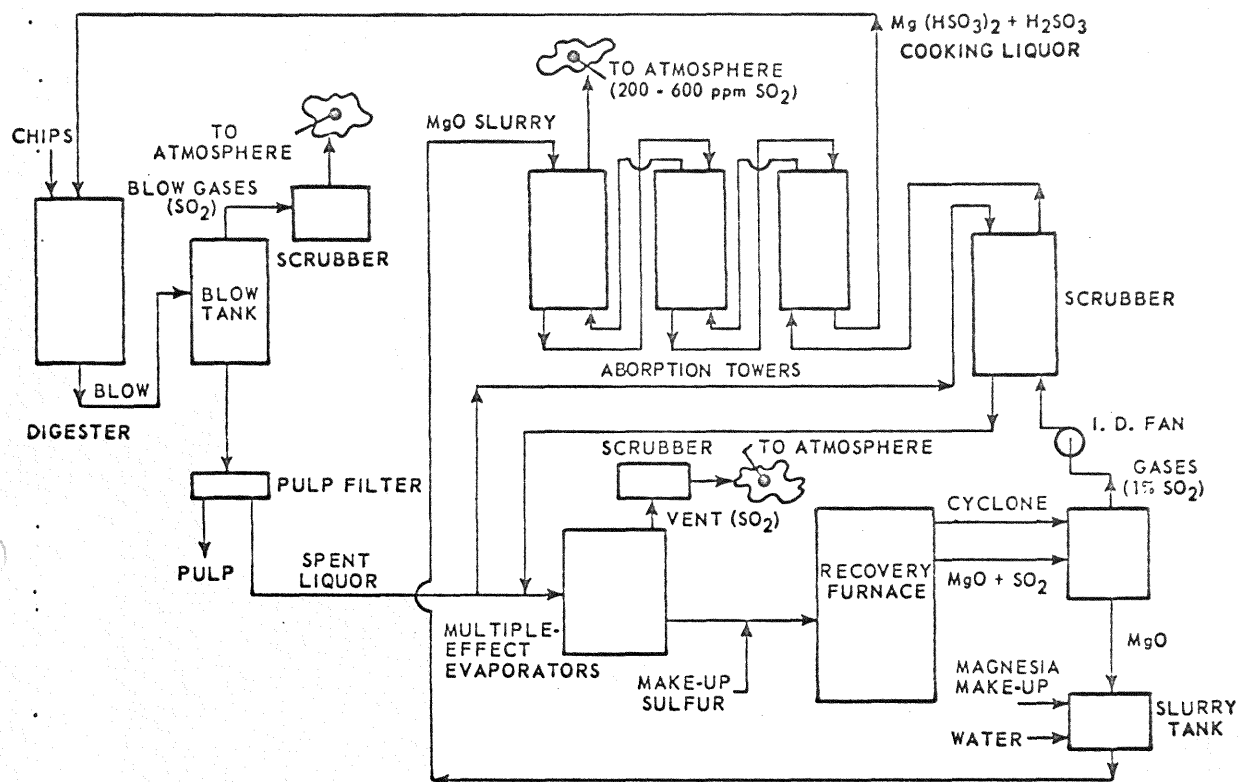 Mg (HSO3)2 + H2SO3
COOKING LIQUOR
TO ATMOSPHERE
(200 - 600 ppm SO2)
CHIPS
TO
ATMOSPHERE
MgO SLURRY
BLOW GASES
(SO2)
SCRUBBER
BLOW
TANK
SCRUBBER
ABORPTION TOWERS
BLOW
DIGESTER
I. D. FAN
SCRUBBER
TO ATMOSPHERE
GASES
(1% SO2)
PULP FILTER
VENT (SO2)
CYCLONE
PULP
SPENT
LIQUOR
RECOVERY
FURNACE
MgO + SO2
MULTIPLE-
EFFECT
EVAPORATORS
MgO
MAKE-UP
SULFUR
MAGNESIA
MAKE-UP
SLURRY
TANK
WATER